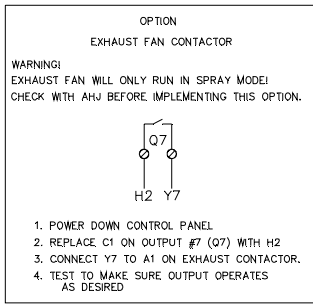 OPTION
EXHAUST FAN CONTACTOR
WARNING!
EXHAUST FAN WILL ONLY RUN IN SPRAY MODE!
CHECK WITH AHJ BEFORE IMPLEMENTING THIS OPTION.
Q7
H2 Y7
1. POWER DOWN CONTROL PANEL
2. REPLACE C1 ON OUTPUT #7 (Q7) WITH H2
3. CONNECT Y7 TO A1 ON EXHAUST CONTACTOR.
4. TEST TO MAKE SURE OUTPUT OPERATES
AS DESIRED